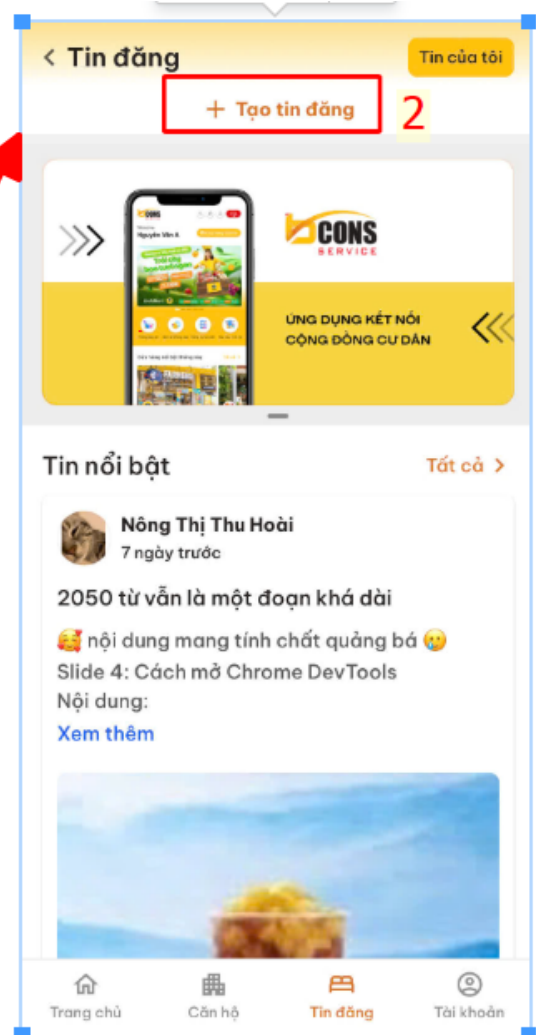 Tin đăng
Tin của tôi
+ Tạo tin đăng
2
CONS
Nguyễn Văn A
BCONS
SERVICE
ỨNG DỤNG KẾT NỐI
CỘNG ĐỒNG CƯ DÂN
Tin nổi bật
Tất cả >
Nông Thị Thu Hoài
7 ngày trước
2050 từ vẫn là một đoạn khá dài
🥰 nội dung mang tính chất quảng bá 🥲
Slide 4: Cách mở Chrome DevTools
Nội dung:
Xem thêm
Trang chủ
Căn hộ
Tin đăng
Tài khoản